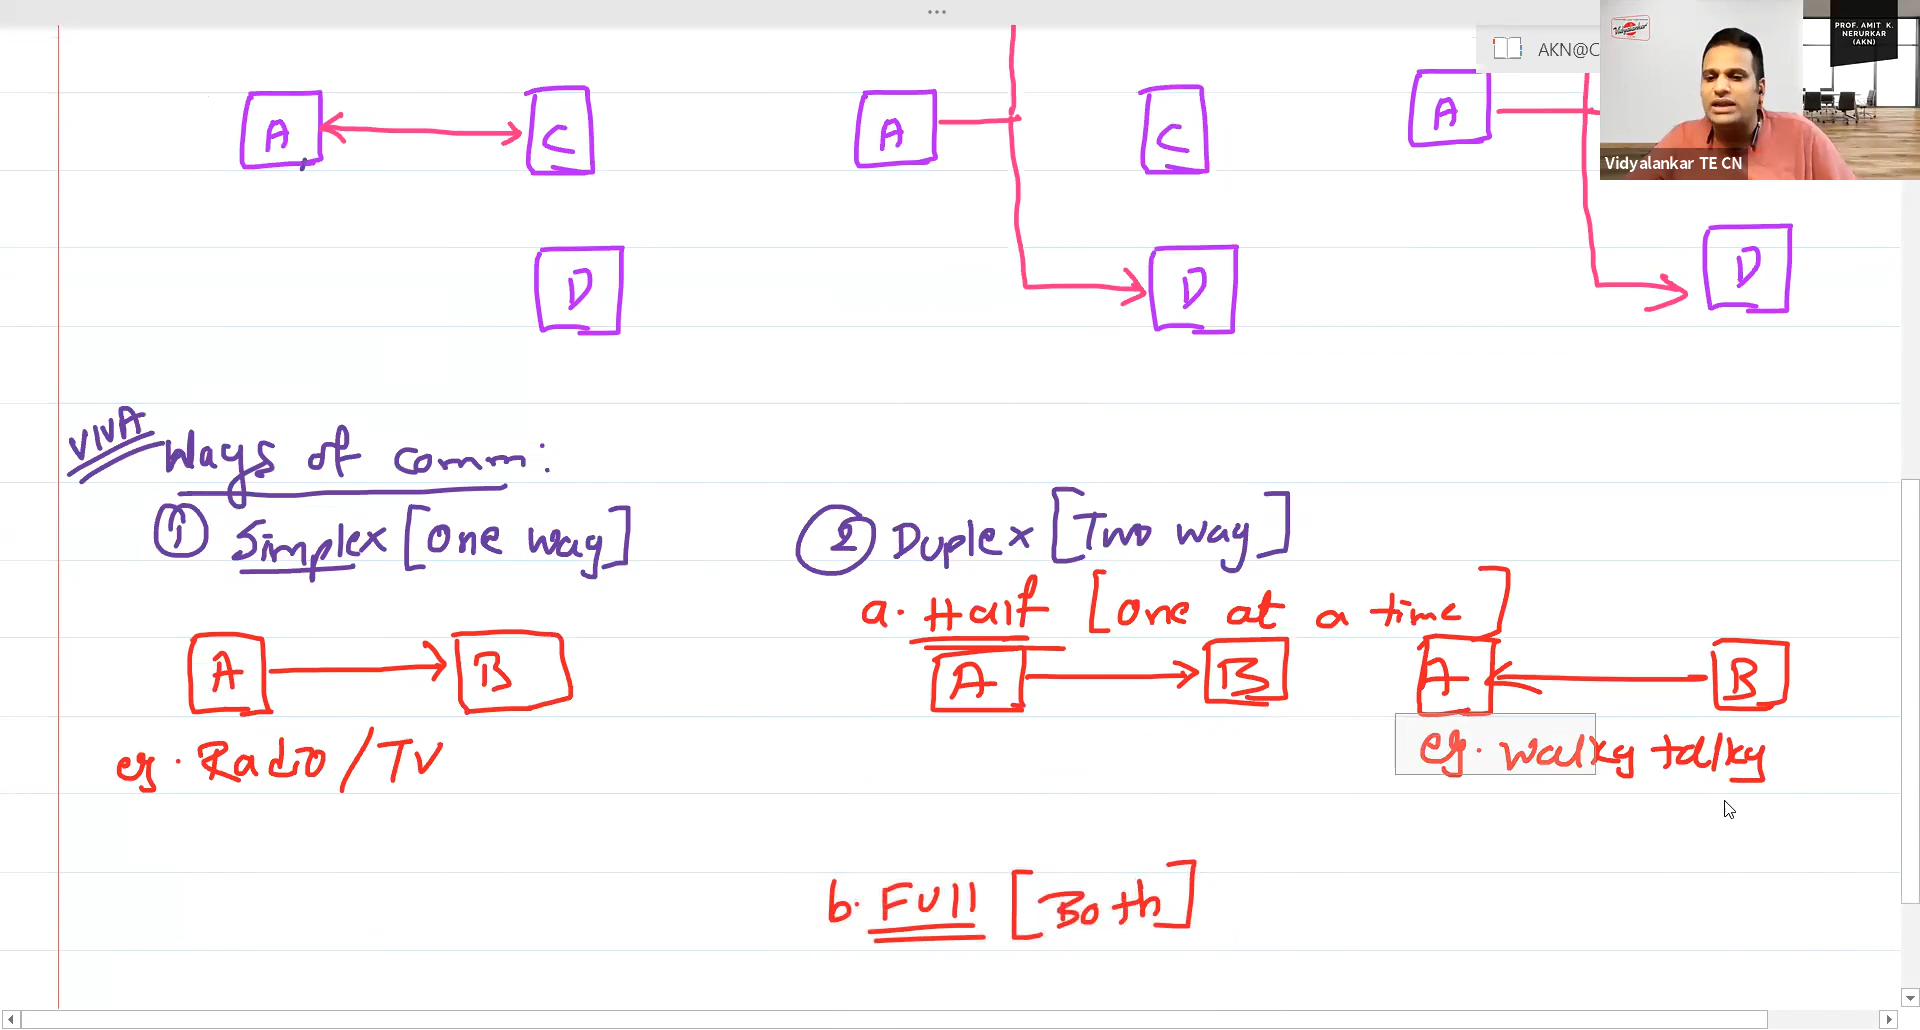 ...
AKN@C
Vidyalankar
PROF. AMIT K.
NERURKAR
(AKN)
Vidyalankar TE CN
A C A C A
D D D
VIVA Ways of comm:
① Simplex [One way] ② Duplex [Two way]
a. Half [One at a time]
A B A B A B
eg. Radio / TV eg. walky talky
b. Full [Both]